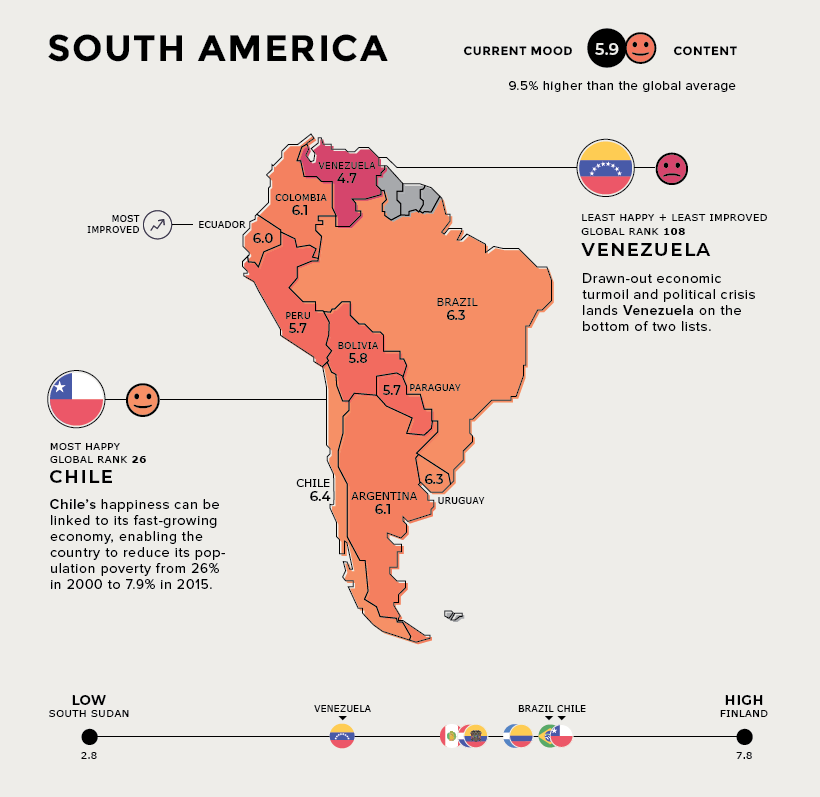 SOUTH AMERICA
CURRENT MOOD 5.9 CONTENT
9.5% higher than the global average
VENEZUELA
4.7
COLOMBIA
6.1
MOST
IMPROVED
ECUADOR
6.0
LEAST HAPPY + LEAST IMPROVED
GLOBAL RANK 108
VENEZUELA
Drawn-out economic
turmoil and political crisis
lands Venezuela on the
bottom of two lists.
BRAZIL
6.3
PERU
5.7
BOLIVIA
5.8
5.7 PARAGUAY
MOST HAPPY
GLOBAL RANK 26
CHILE
Chile's happiness can be
linked to its fast-growing
economy, enabling the
country to reduce its pop-
ulation poverty from 26%
in 2000 to 7.9% in 2015.
CHILE
6.4
ARGENTINA
6.1
6.3
URUGUAY
LOW
SOUTH SUDAN
2.8
VENEZUELA
BRAZIL CHILE
HIGH
FINLAND
7.8